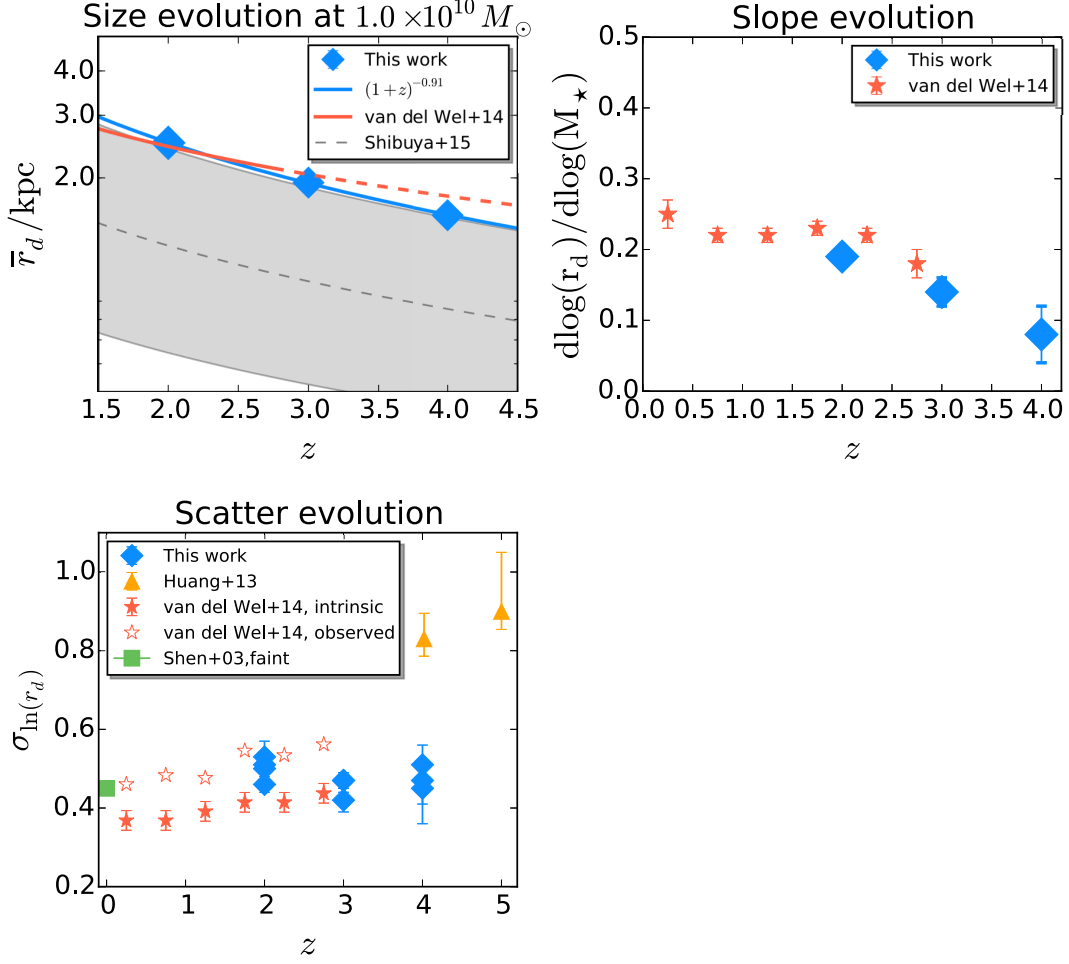 Size evolution at 1.0 ×10¹⁰ M⊙
4.0
3.0
2.0
r̄_d/kpc
This work
(1+z)^−0.91
van del Wel+14
Shibuya+15
1.5 2.0 2.5 3.0 3.5 4.0 4.5
z
Slope evolution
0.5
0.4
0.3
0.2
0.1
0.0
dlog(r_d)/dlog(M_★)
This work
van del Wel+14
0.0 0.5 1.0 1.5 2.0 2.5 3.0 3.5 4.0
z
Scatter evolution
1.0
0.8
0.6
0.4
0.2
σ_ln(r_d)
This work
Huang+13
van del Wel+14, intrinsic
van del Wel+14, observed
Shen+03,faint
0 1 2 3 4 5
z